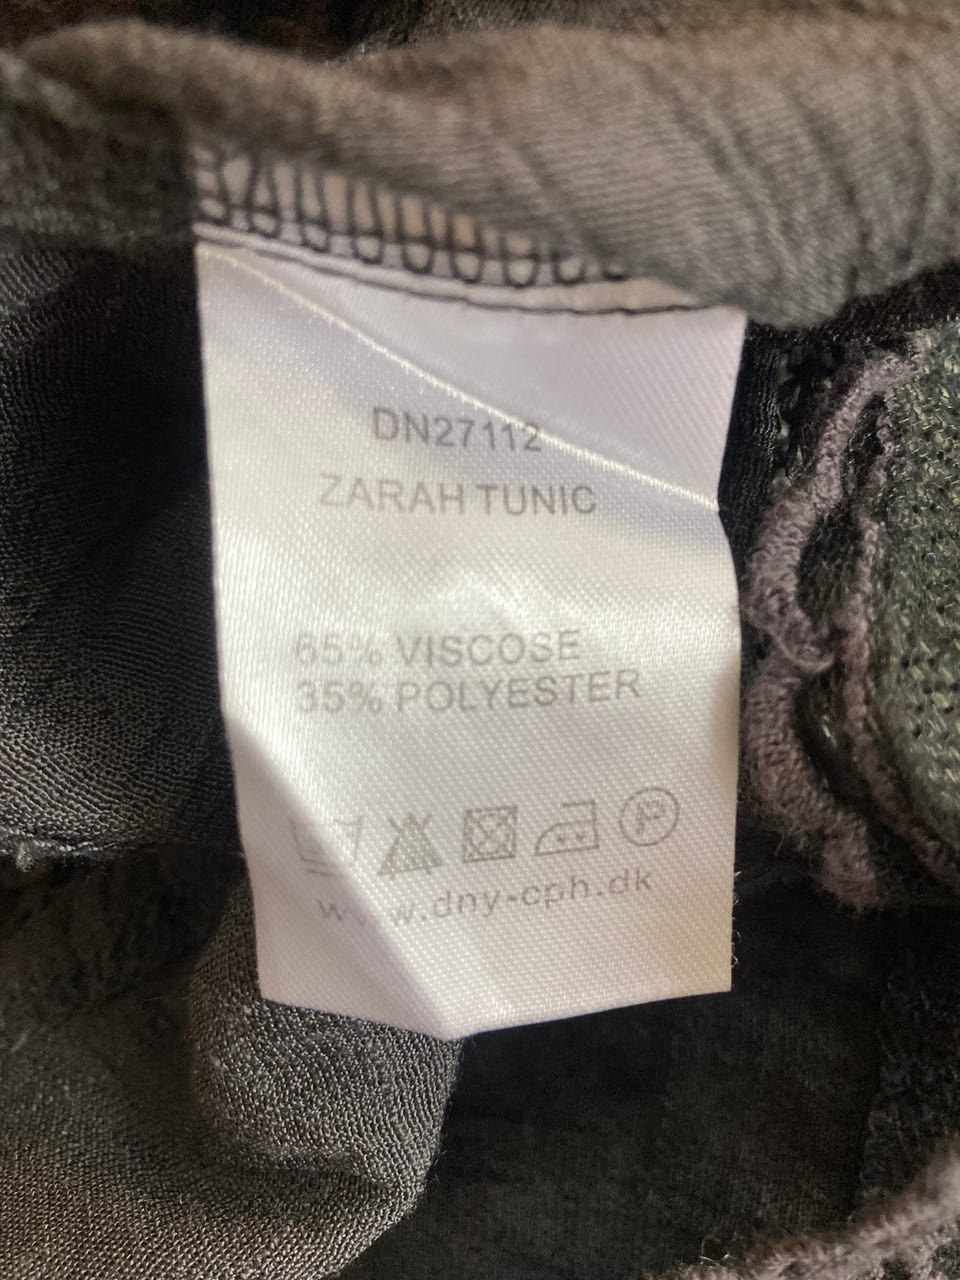 DN27112
ZARAH TUNIC
65% VISCOSE
35% POLYESTER
P
www.dny-cph.dk